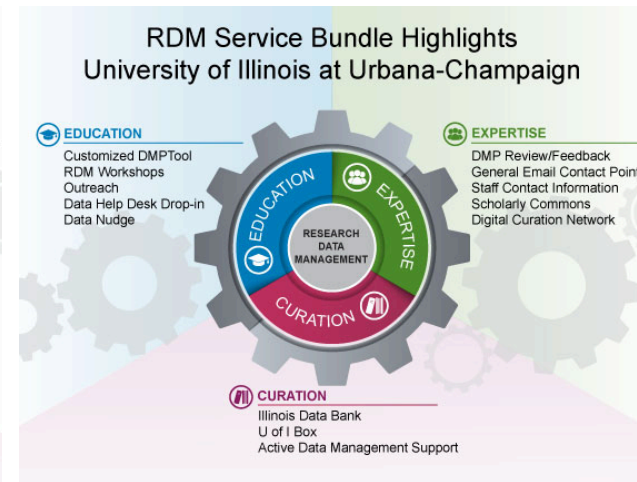 RDM Service Bundle Highlights
University of Illinois at Urbana-Champaign
EDUCATION
Customized DMPTool
RDM Workshops
Outreach
Data Help Desk Drop-in
Data Nudge
EXPERTISE
DMP Review/Feedback
General Email Contact Point
Staff Contact Information
Scholarly Commons
Digital Curation Network
EDUCATION
EXPERTISE
RESEARCH
DATA
MANAGEMENT
CURATION
CURATION
Illinois Data Bank
U of I Box
Active Data Management Support